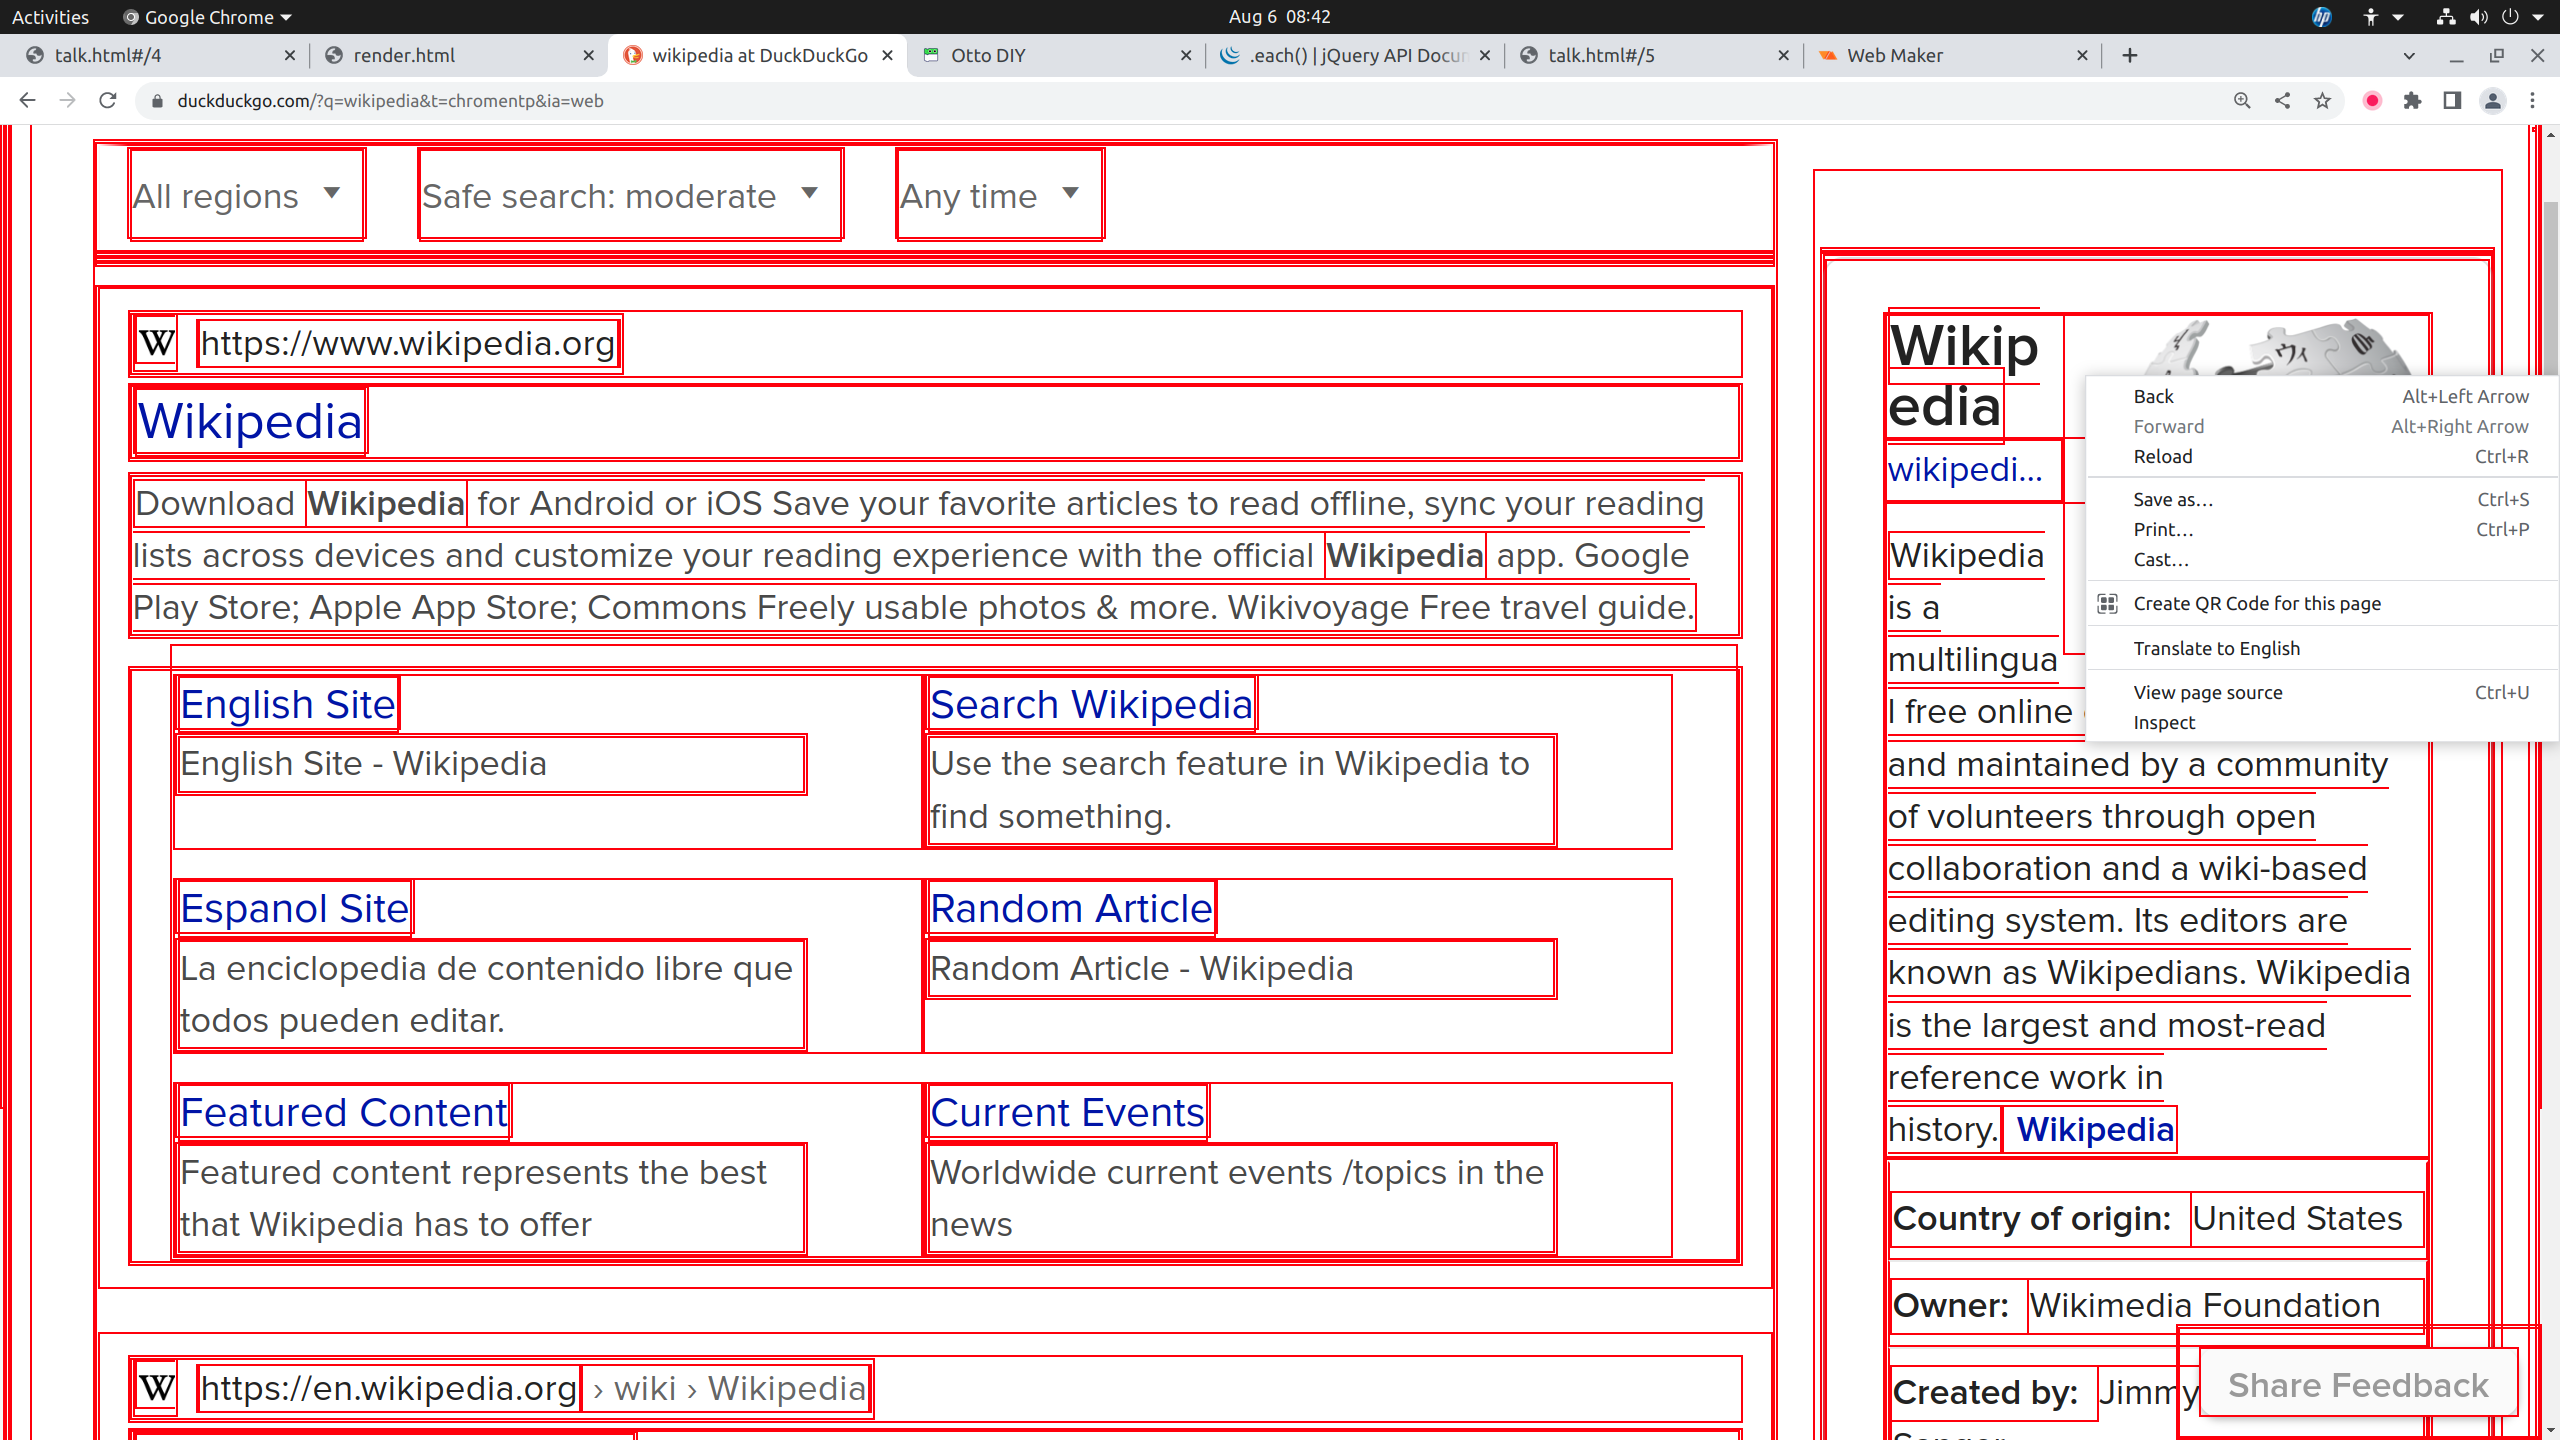 Activities
Google Chrome
Aug 6 08:42
hp
talk.html#/4
render.html
wikipedia at DuckDuckGo
Otto DIY
.each() | jQuery API Docum
talk.html#/5
Web Maker
duckduckgo.com/?q=wikipedia&t=chromentp&ia=web
All regions
Safe search: moderate
Any time
W https://www.wikipedia.org
Wikipedia
Download Wikipedia for Android or iOS Save your favorite articles to read offline, sync your reading
lists across devices and customize your reading experience with the official Wikipedia app. Google
Play Store; Apple App Store; Commons Freely usable photos & more. Wikivoyage Free travel guide.
English Site
English Site - Wikipedia
Search Wikipedia
Use the search feature in Wikipedia to
find something.
Espanol Site
La enciclopedia de contenido libre que
todos pueden editar.
Random Article
Random Article - Wikipedia
Featured Content
Featured content represents the best
that Wikipedia has to offer
Current Events
Worldwide current events /topics in the
news
W https://en.wikipedia.org › wiki › Wikipedia
Wikip
edia
wikipedi...
Wikipedia
is a
multilingua
l free online
and maintained by a community
of volunteers through open
collaboration and a wiki-based
editing system. Its editors are
known as Wikipedians. Wikipedia
is the largest and most-read
reference work in
history. Wikipedia
Country of origin: United States
Owner: Wikimedia Foundation
Created by: Jimmy
Back Alt+Left Arrow
Forward Alt+Right Arrow
Reload Ctrl+R
Save as… Ctrl+S
Print… Ctrl+P
Cast…
Create QR Code for this page
Translate to English
View page source Ctrl+U
Inspect
Share Feedback